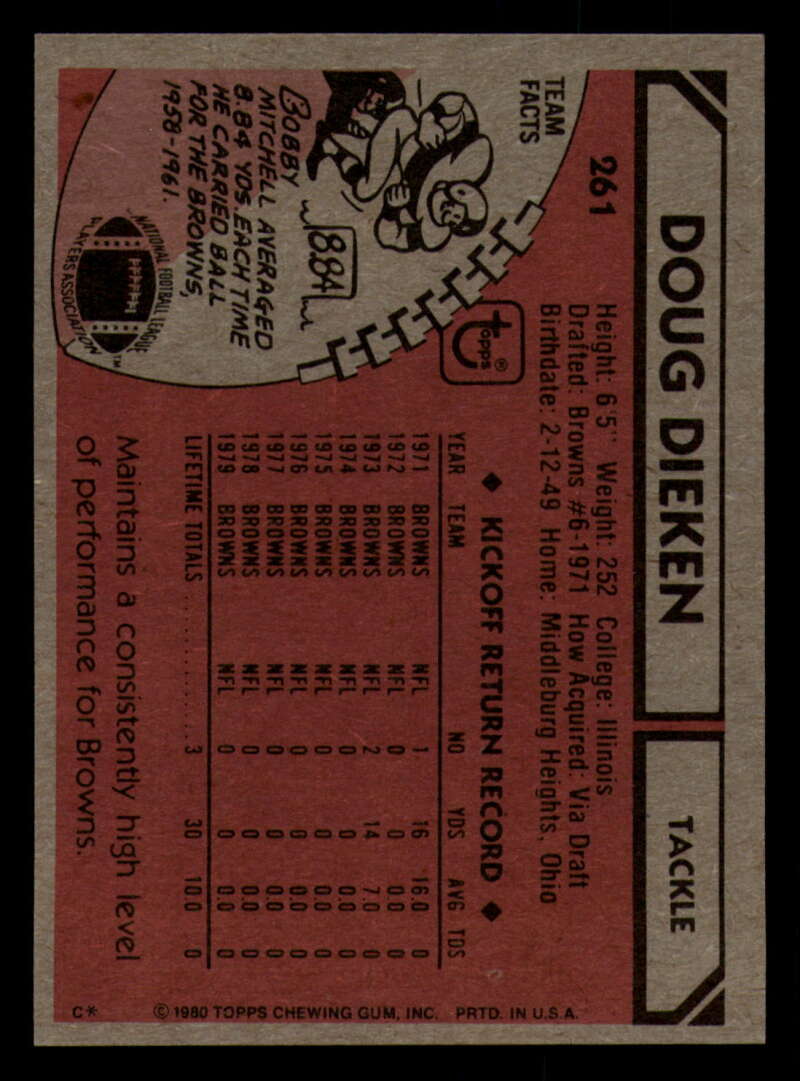 DOUG DIEKEN
TACKLE
261
Height: 6'5" Weight: 252 College: Illinois
Drafted: Browns #6-1971 How Acquired: Via Draft
Birthdate: 2-12-49 Home: Middleburg Heights, Ohio
TEAM
FACTS
8.84
BOBBY
MITCHELL AVERAGED
8.84 YDS. EACH TIME
HE CARRIED BALL
FOR THE BROWNS,
1958-1961.
NATIONAL FOOTBALL LEAGUE
PLAYERS ASSOCIATION™
Topps®
◆ KICKOFF RETURN RECORD ◆
YEAR TEAM NO YDS AVG TDS
1971 BROWNS NFL 1 16 16.0 0
1972 BROWNS NFL 0 0 0.0 0
1973 BROWNS NFL 2 14 7.0 0
1974 BROWNS NFL 0 0 0.0 0
1975 BROWNS NFL 0 0 0.0 0
1976 BROWNS NFL 0 0 0.0 0
1977 BROWNS NFL 0 0 0.0 0
1978 BROWNS NFL 0 0 0.0 0
1979 BROWNS NFL 0 0 0.0 0
LIFETIME TOTALS .......... 3 30 10.0 0
Maintains a consistently high level
of performance for Browns.
C* © 1980 TOPPS CHEWING GUM, INC. PRTD. IN U.S.A.